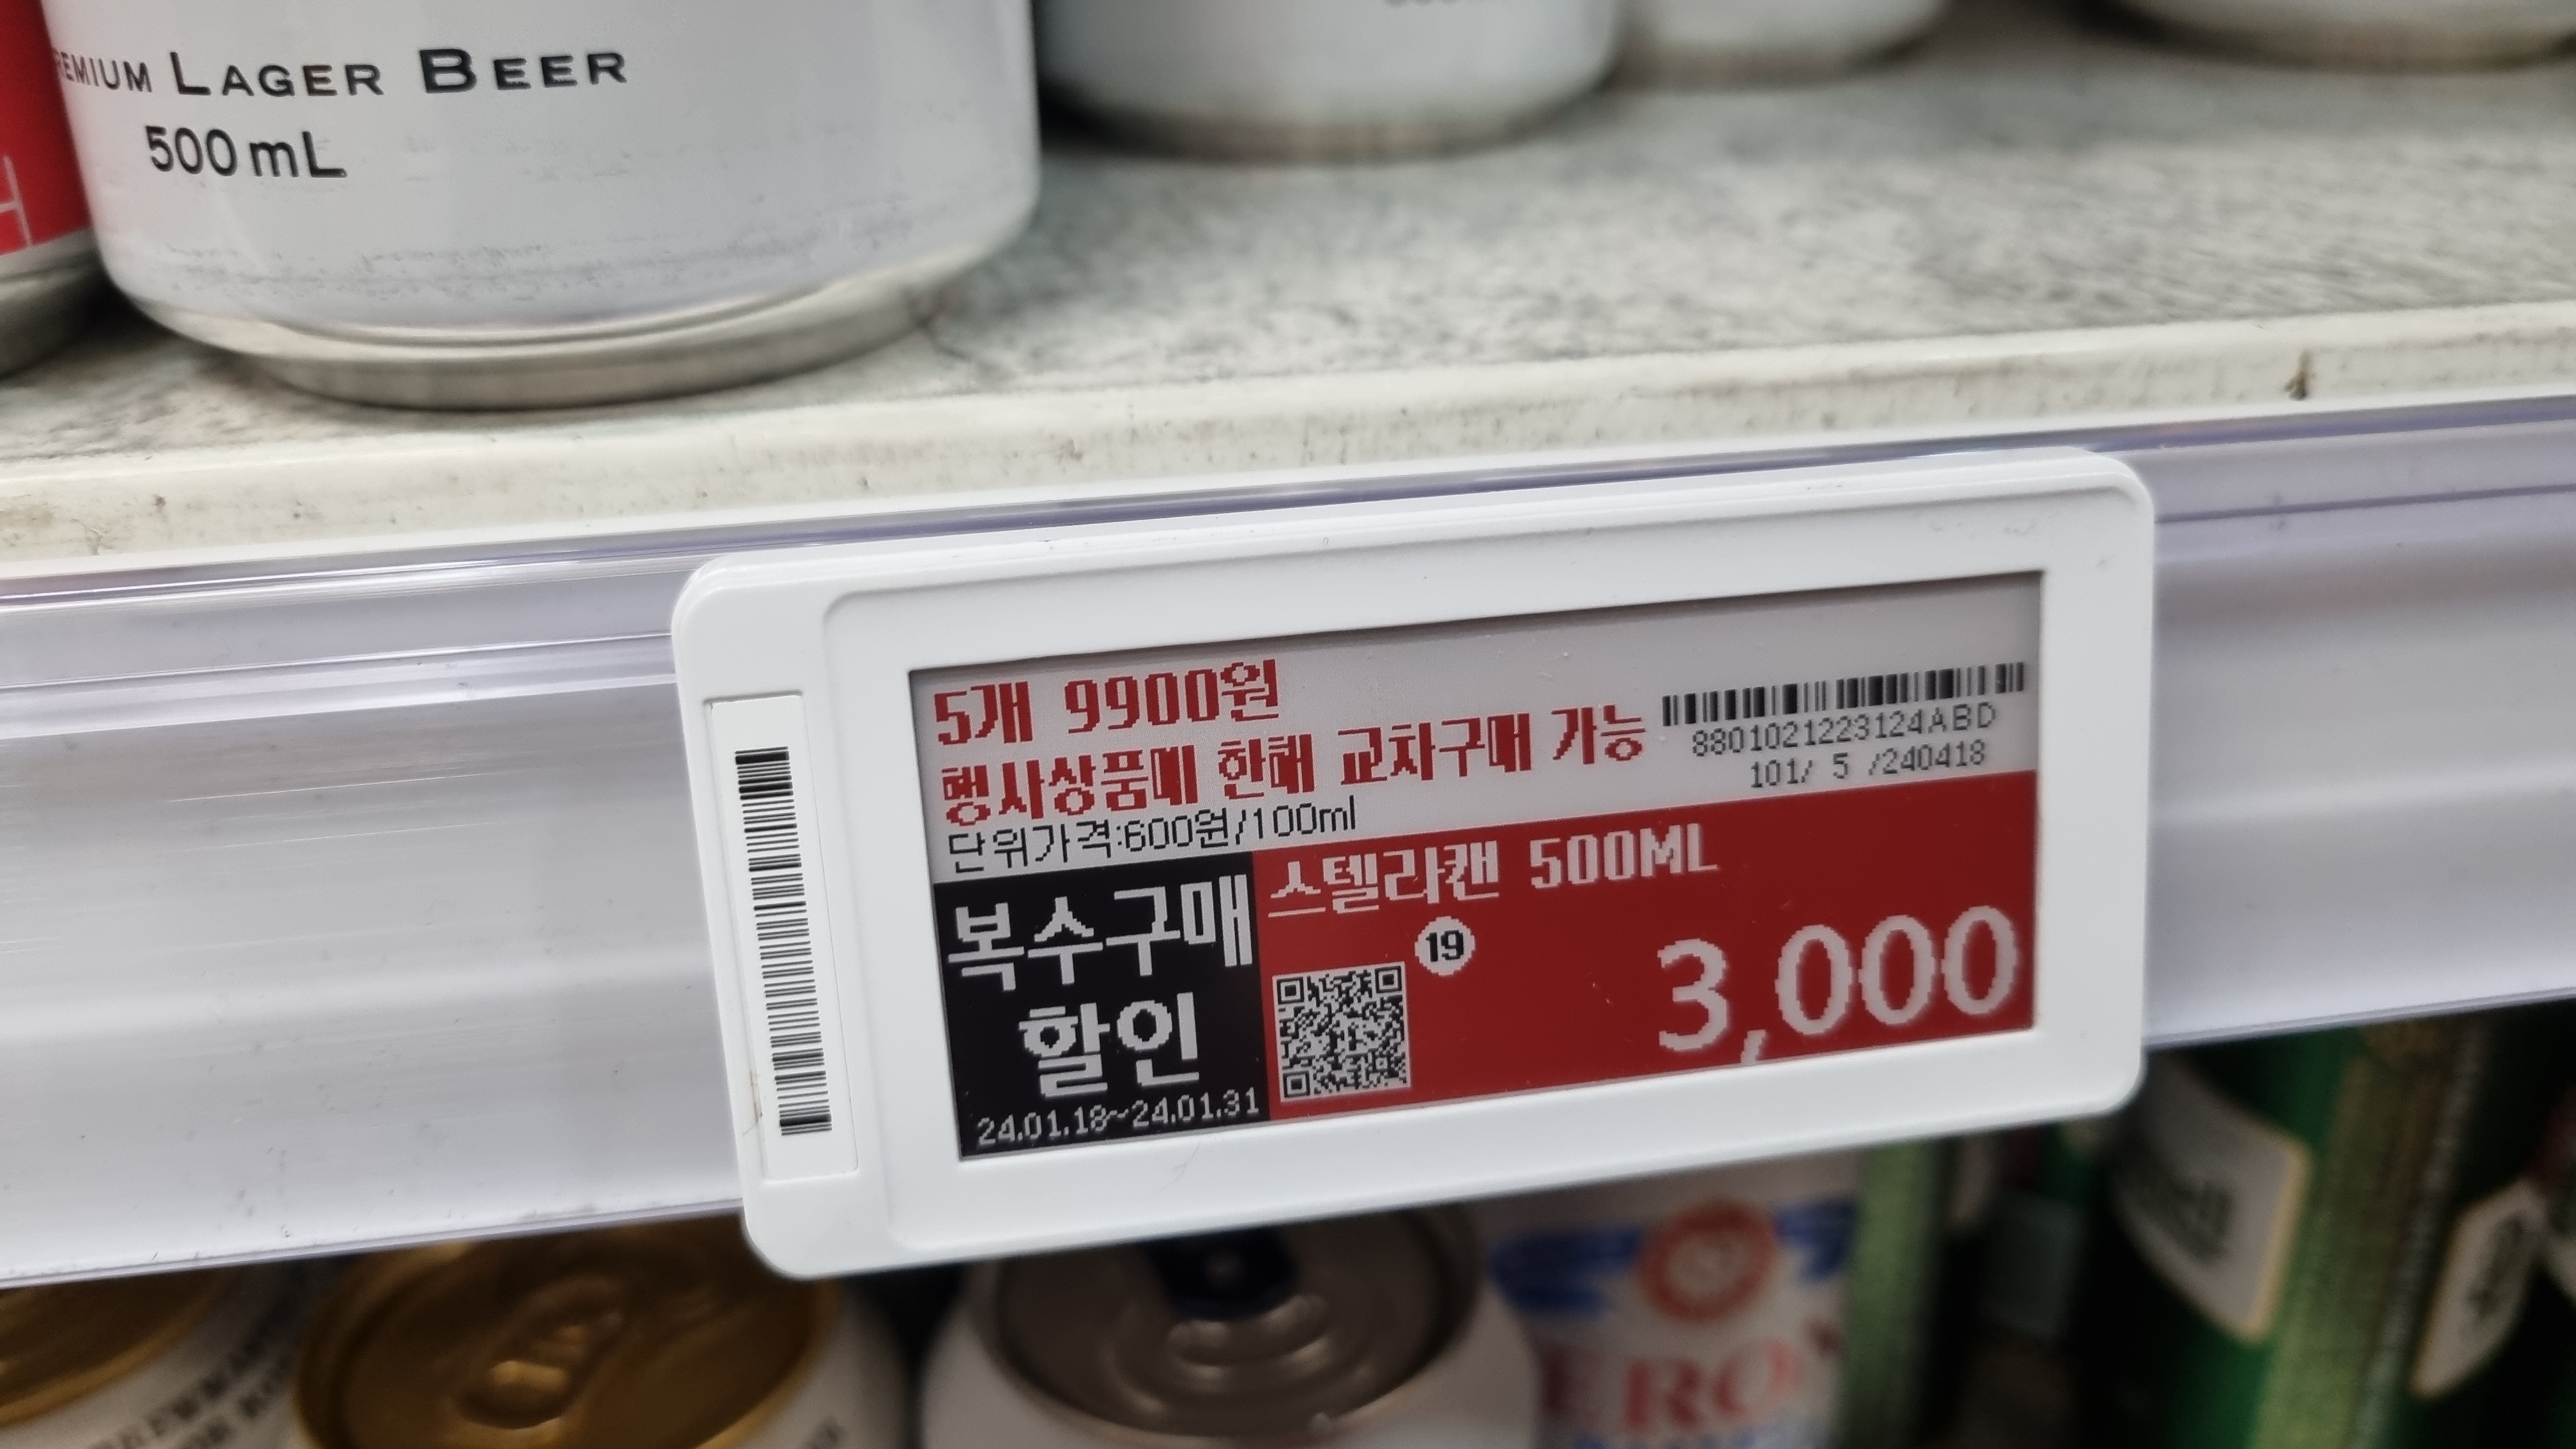 LAGER BEER
500 mL
5개 9900원
행사상품에 한해 교차구매 가능
단위가격:600원/100ml
8801021223124ABD
101/ 5 /240418
복수구매
할인
24.01.18~24.01.31
스텔라캔 500ML
19
3,000